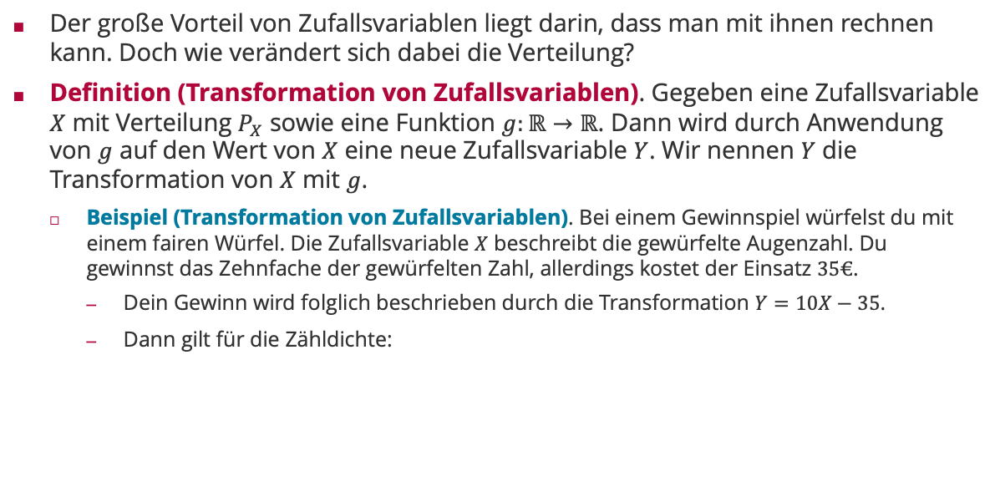 Der große Vorteil von Zufallsvariablen liegt darin, dass man mit ihnen rechnen
kann. Doch wie verändert sich dabei die Verteilung?
Definition (Transformation von Zufallsvariablen). Gegeben eine Zufallsvariable
X mit Verteilung P_X sowie eine Funktion g: ℝ → ℝ. Dann wird durch Anwendung
von g auf den Wert von X eine neue Zufallsvariable Y. Wir nennen Y die
Transformation von X mit g.
Beispiel (Transformation von Zufallsvariablen). Bei einem Gewinnspiel würfelst du mit
einem fairen Würfel. Die Zufallsvariable X beschreibt die gewürfelte Augenzahl. Du
gewinnst das Zehnfache der gewürfelten Zahl, allerdings kostet der Einsatz 35€.
– Dein Gewinn wird folglich beschrieben durch die Transformation Y = 10X − 35.
– Dann gilt für die Zähldichte: